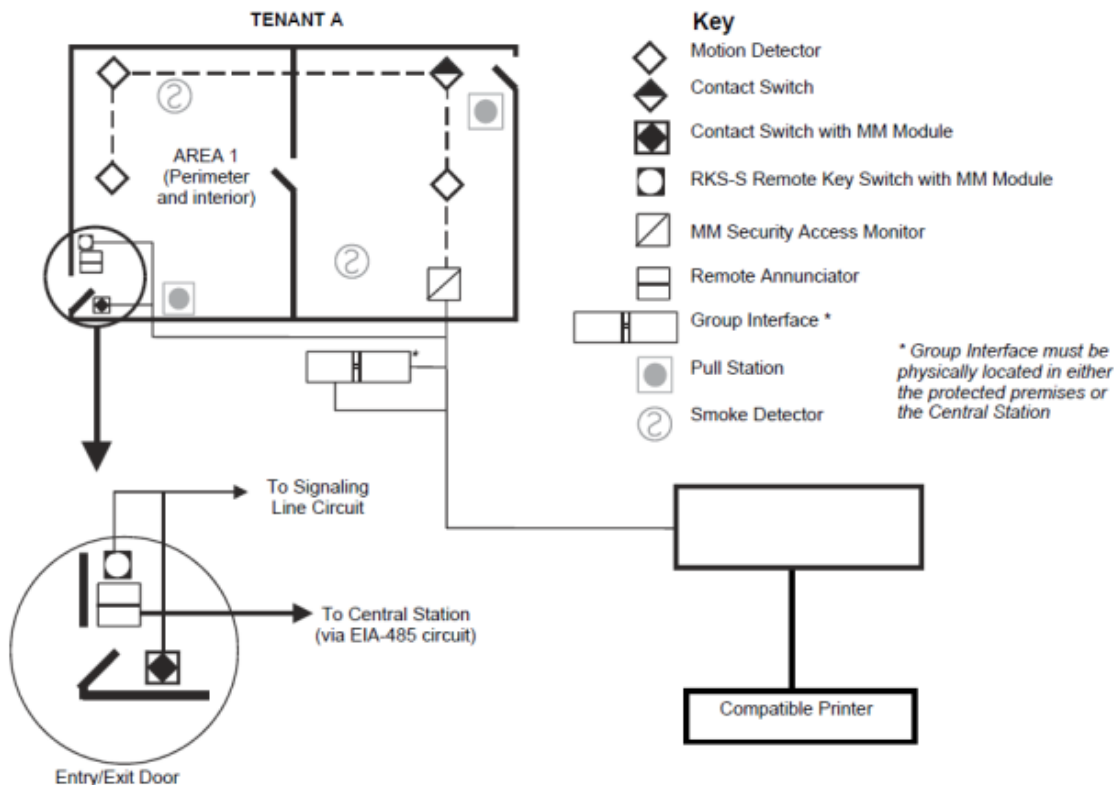 TENANT A
AREA 1
(Perimeter
and interior)
*
To Signaling
Line Circuit
To Central Station
(via EIA-485 circuit)
Entry/Exit Door
Key
Motion Detector
Contact Switch
Contact Switch with MM Module
RKS-S Remote Key Switch with MM Module
MM Security Access Monitor
Remote Annunciator
Group Interface *
Pull Station
Smoke Detector
* Group Interface must be
physically located in either
the protected premises or
the Central Station
Compatible Printer